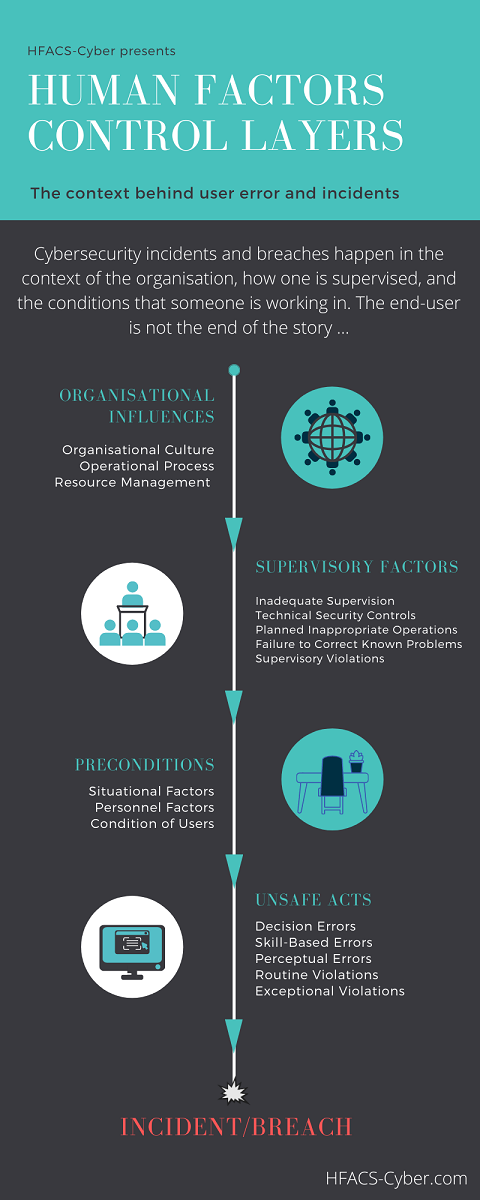 HFACS-Cyber presents
HUMAN FACTORS
CONTROL LAYERS
The context behind user error and incidents
Cybersecurity incidents and breaches happen in the
context of the organisation, how one is supervised, and
the conditions that someone is working in. The end-user
is not the end of the story ...
ORGANISATIONAL
INFLUENCES
Organisational Culture
Operational Process
Resource Management
SUPERVISORY FACTORS
Inadequate Supervision
Technical Security Controls
Planned Inappropriate Operations
Failure to Correct Known Problems
Supervisory Violations
PRECONDITIONS
Situational Factors
Personnel Factors
Condition of Users
UNSAFE ACTS
Decision Errors
Skill-Based Errors
Perceptual Errors
Routine Violations
Exceptional Violations
INCIDENT/BREACH
HFACS-Cyber.com